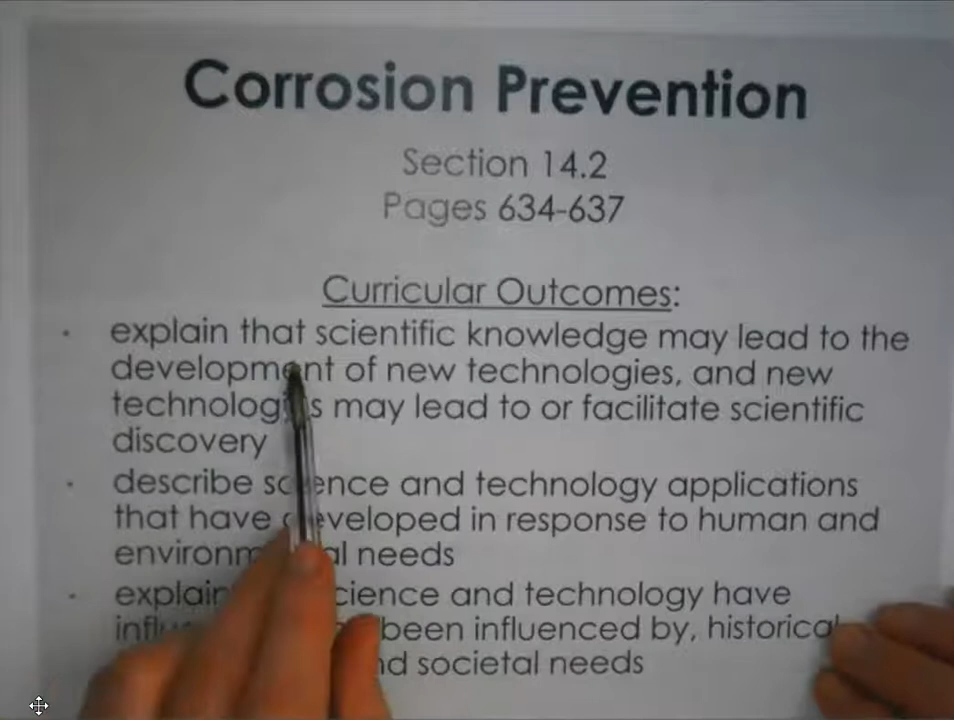 Corrosion Prevention
Section 14.2
Pages 634-637
Curricular Outcomes:
· explain that scientific knowledge may lead to the
development of new technologies, and new
technologies may lead to or facilitate scientific
discovery
· describe science and technology applications
that have developed in response to human and
environmental needs
· explain science and technology have
been influenced by, historical
societal needs